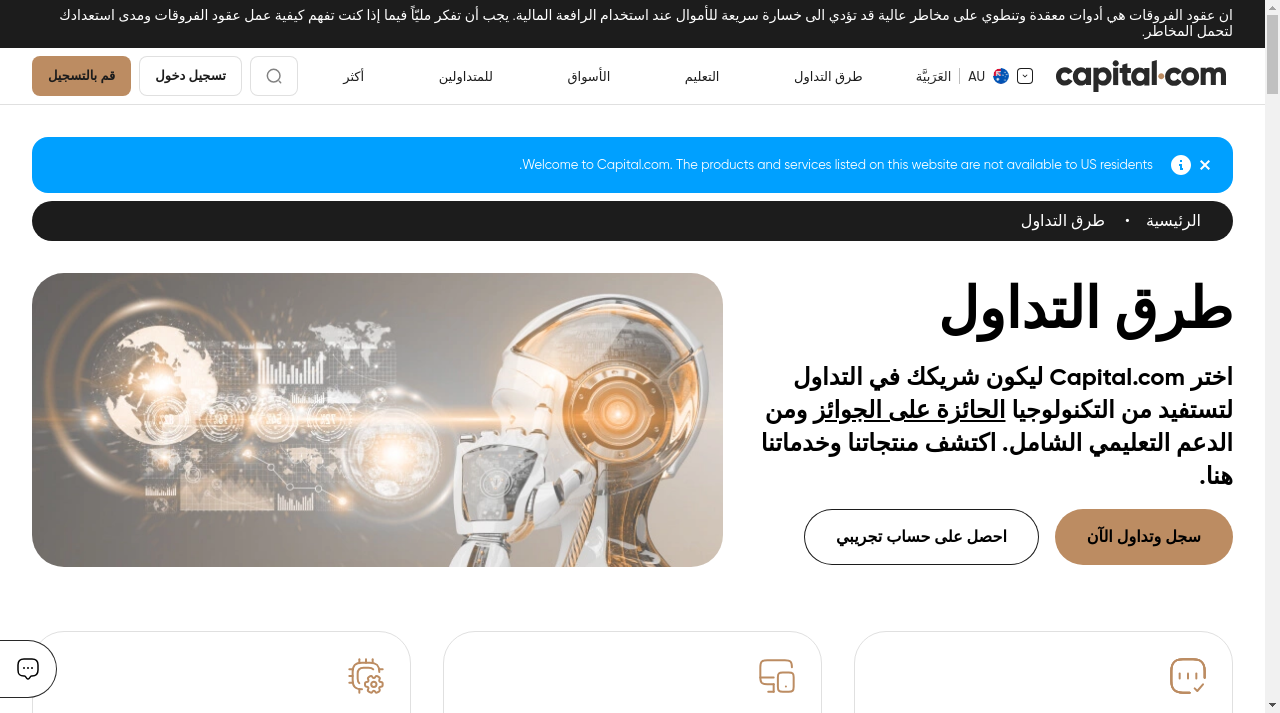 ان عقود الفروقات هي أدوات معقدة وتنطوي على مخاطر عالية قد تؤدي الى خسارة سريعة للأموال عند استخدام الرافعة المالية. يجب أن تفكر مليّاً فيما إذا كنت تفهم كيفية عمل عقود الفروقات ومدى استعدادك
لتحمل المخاطر.
capital.com
AU العَرَبيَّة
طرق التداول
التعليم
الأسواق
للمتداولين
أكثر
تسجيل دخول
قم بالتسجيل
Welcome to Capital.com. The products and services listed on this website are not available to US residents.
الرئيسية • طرق التداول
طرق التداول
اختر Capital.com ليكون شريكك في التداول
لتستفيد من التكنولوجيا الحائزة على الجوائز ومن
الدعم التعليمي الشامل. اكتشف منتجاتنا وخدماتنا
هنا.
سجل وتداول الآن
احصل على حساب تجريبي